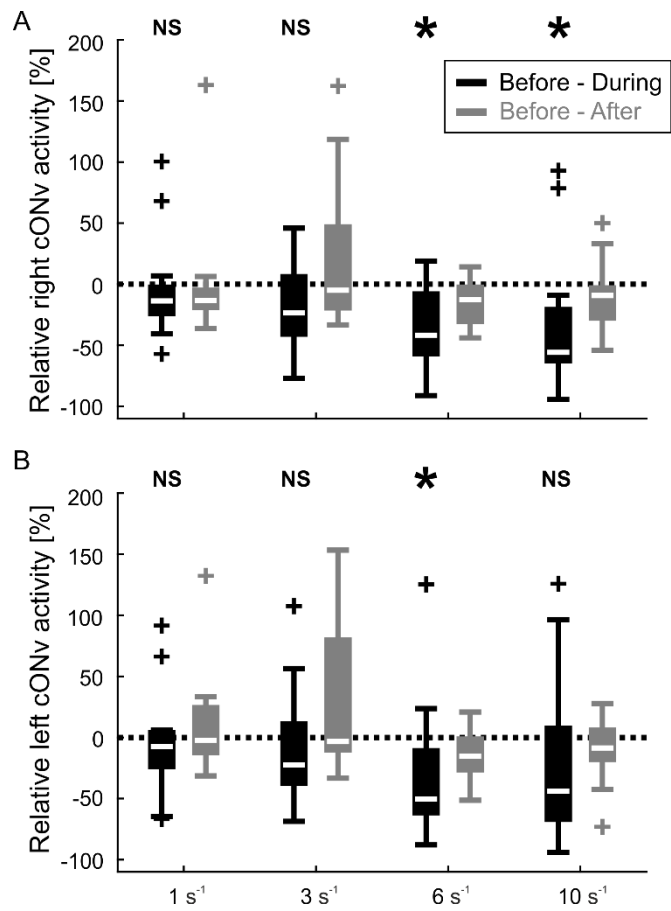 A
NS NS * *
Relative right cONv activity [%]
200
150
100
50
0
-50
-100
Before - During
Before - After
B
NS NS * NS
Relative left cONv activity [%]
200
150
100
50
0
-50
-100
1 s⁻¹ 3 s⁻¹ 6 s⁻¹ 10 s⁻¹